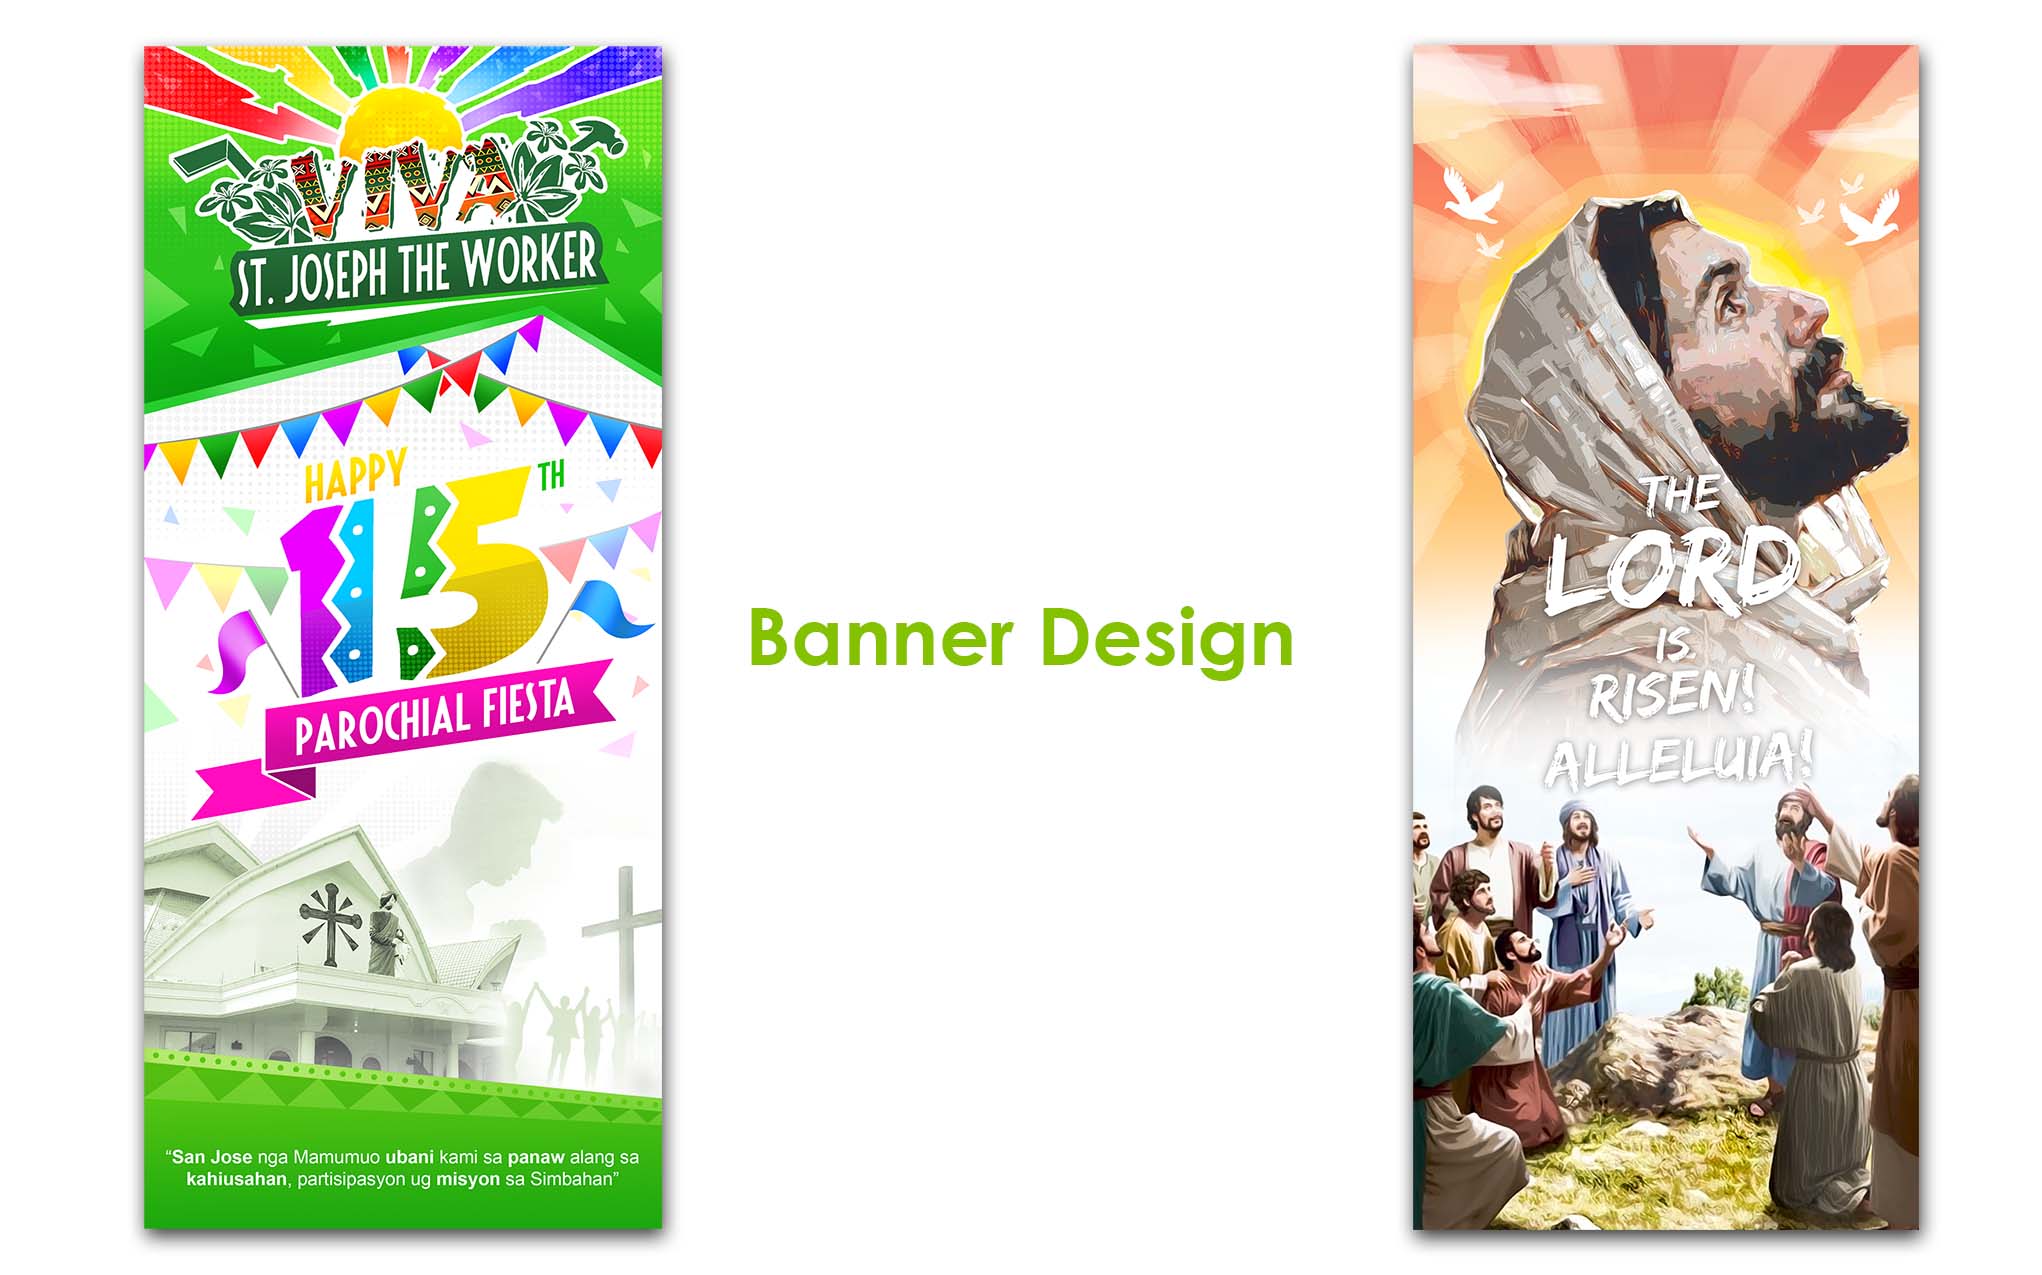 VIVA
ST. JOSEPH THE WORKER
HAPPY
15TH
PAROCHIAL FIESTA
“San Jose nga Mamumuo ubani kami sa panaw alang sa
kahiusahan, partisipasyon ug misyon sa Simbahan”
Banner Design
THE
LORD
IS
RISEN!
ALLELUIA!